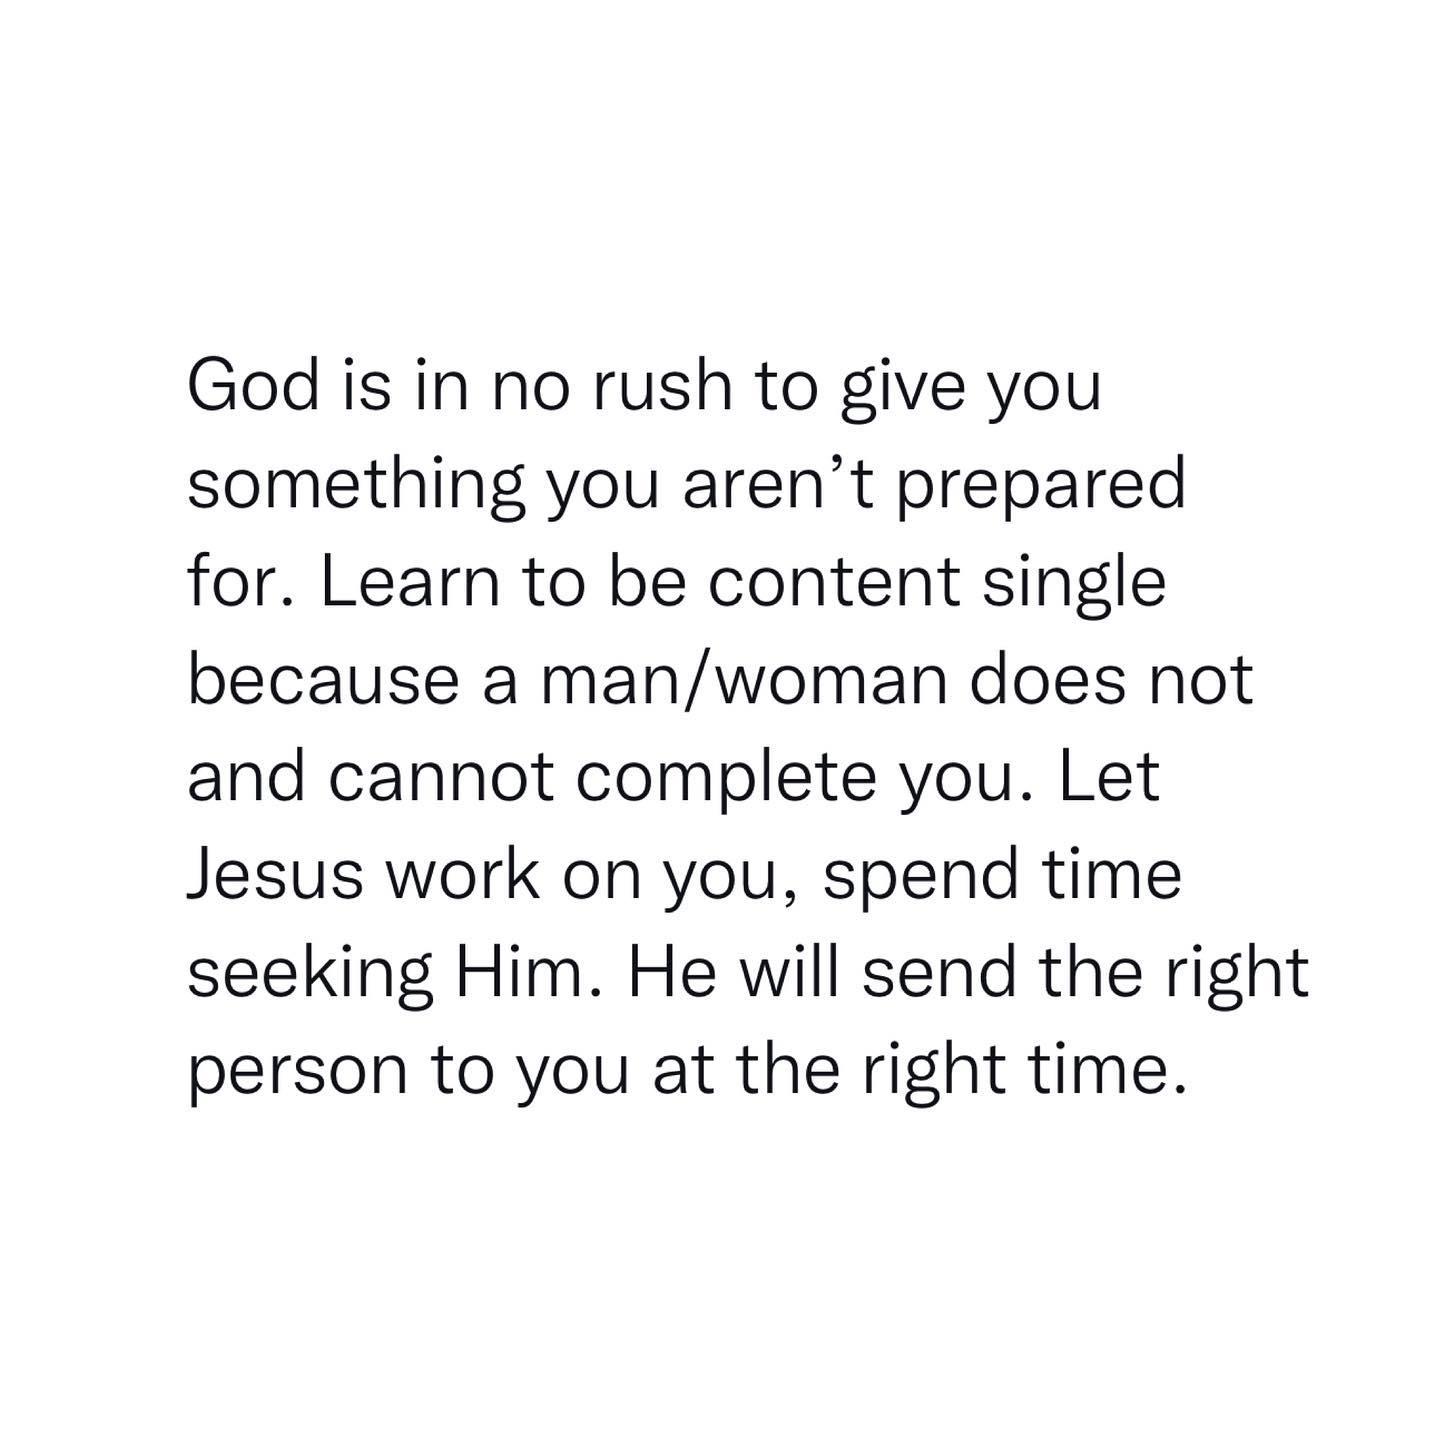 God is in no rush to give you
something you aren’t prepared
for. Learn to be content single
because a man/woman does not
and cannot complete you. Let
Jesus work on you, spend time
seeking Him. He will send the right
person to you at the right time.